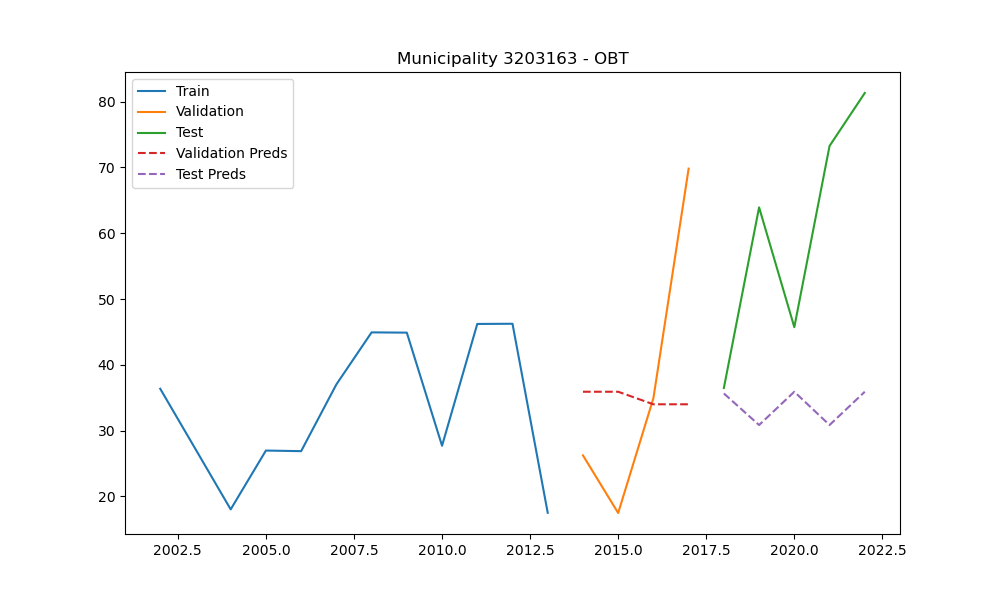 Municipality 3203163 - OBT
Train
Validation
Test
Validation Preds
Test Preds
80
70
60
50
40
30
20
2002.5 2005.0 2007.5 2010.0 2012.5 2015.0 2017.5 2020.0 2022.5